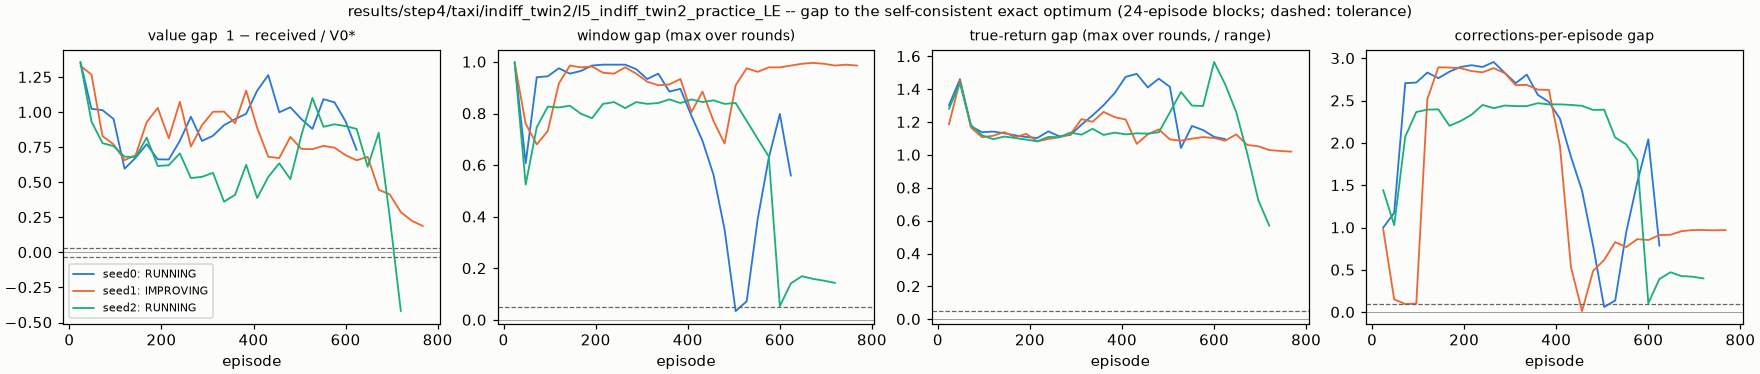 results/step4/taxi/indiff_twin2/l5_indiff_twin2_practice_LE -- gap to the self-consistent exact optimum (24-episode blocks; dashed: tolerance)
value gap  1 − received / V0*
1.25
1.00
0.75
0.50
0.25
0.00
−0.25
−0.50
seed0: RUNNING
seed1: IMPROVING
seed2: RUNNING
0 200 400 600 800
episode
window gap (max over rounds)
1.0
0.8
0.6
0.4
0.2
0.0
0 200 400 600 800
episode
true-return gap (max over rounds, / range)
1.6
1.4
1.2
1.0
0.8
0.6
0.4
0.2
0.0
0 200 400 600 800
episode
corrections-per-episode gap
3.0
2.5
2.0
1.5
1.0
0.5
0.0
0 200 400 600 800
episode